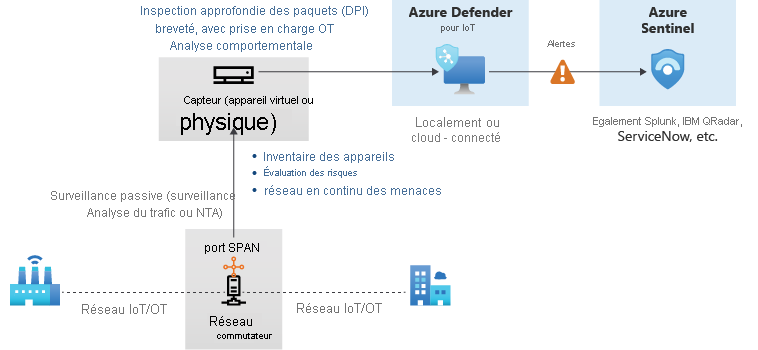 Inspection approfondie des paquets (DPI)
breveté, avec prise en charge OT
Analyse comportementale
Capteur (appareil virtuel ou
physique)
Azure Defender
pour IoT
Alertes
Azure
Sentinel
Localement ou
cloud - connecté
Egalement Splunk, IBM QRadar,
ServiceNow, etc.
• Inventaire des appareils
• Évaluation des risques
• réseau en continu des menaces
Surveillance passive (surveillance
Analyse du trafic ou NTA)
port SPAN
Réseau IoT/OT
Réseau IoT/OT
Réseau
commutateur